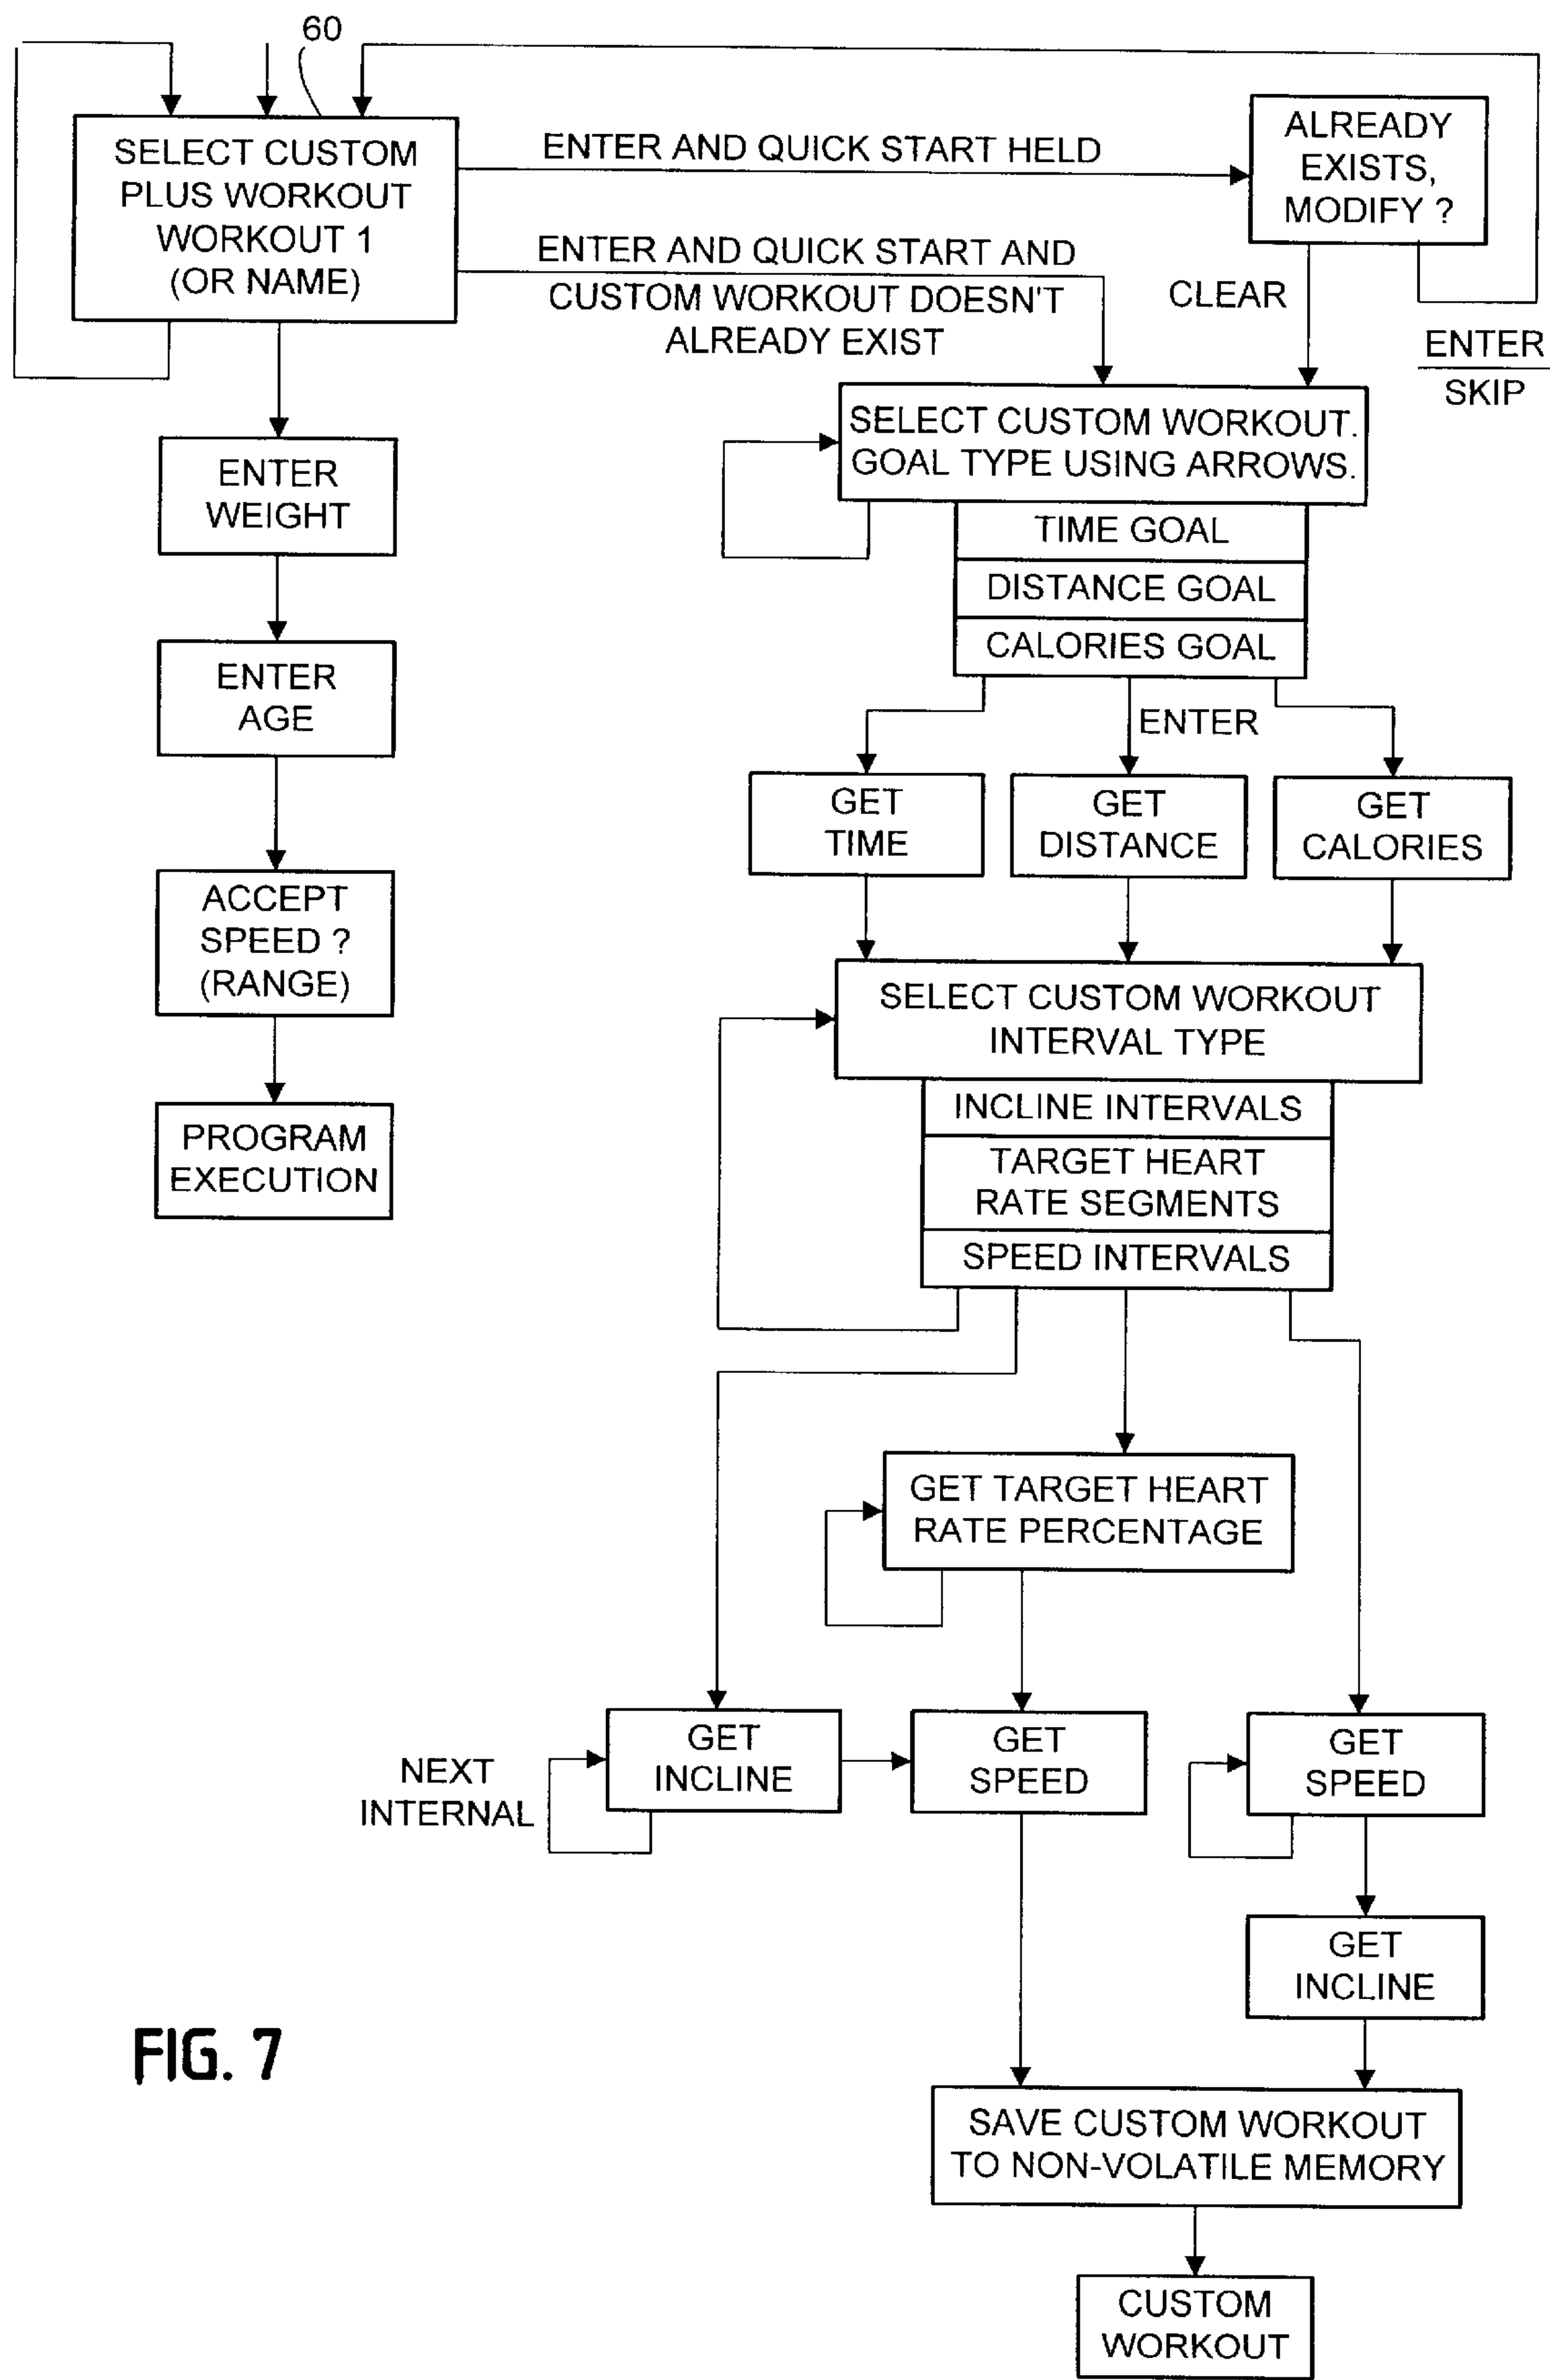 60
SELECT CUSTOM
PLUS WORKOUT
WORKOUT 1
(OR NAME)
ENTER AND QUICK START HELD
ALREADY
EXISTS,
MODIFY ?
ENTER AND QUICK START AND
CUSTOM WORKOUT DOESN'T
ALREADY EXIST
CLEAR
ENTER
SKIP
ENTER
WEIGHT
ENTER
AGE
ACCEPT
SPEED ?
(RANGE)
PROGRAM
EXECUTION
SELECT CUSTOM WORKOUT.
GOAL TYPE USING ARROWS.
TIME GOAL
DISTANCE GOAL
CALORIES GOAL
ENTER
GET
TIME
GET
DISTANCE
GET
CALORIES
SELECT CUSTOM WORKOUT
INTERVAL TYPE
INCLINE INTERVALS
TARGET HEART
RATE SEGMENTS
SPEED INTERVALS
GET TARGET HEART
RATE PERCENTAGE
NEXT
INTERNAL
GET
INCLINE
GET
SPEED
GET
SPEED
GET
INCLINE
SAVE CUSTOM WORKOUT
TO NON-VOLATILE MEMORY
CUSTOM
WORKOUT
FIG. 7